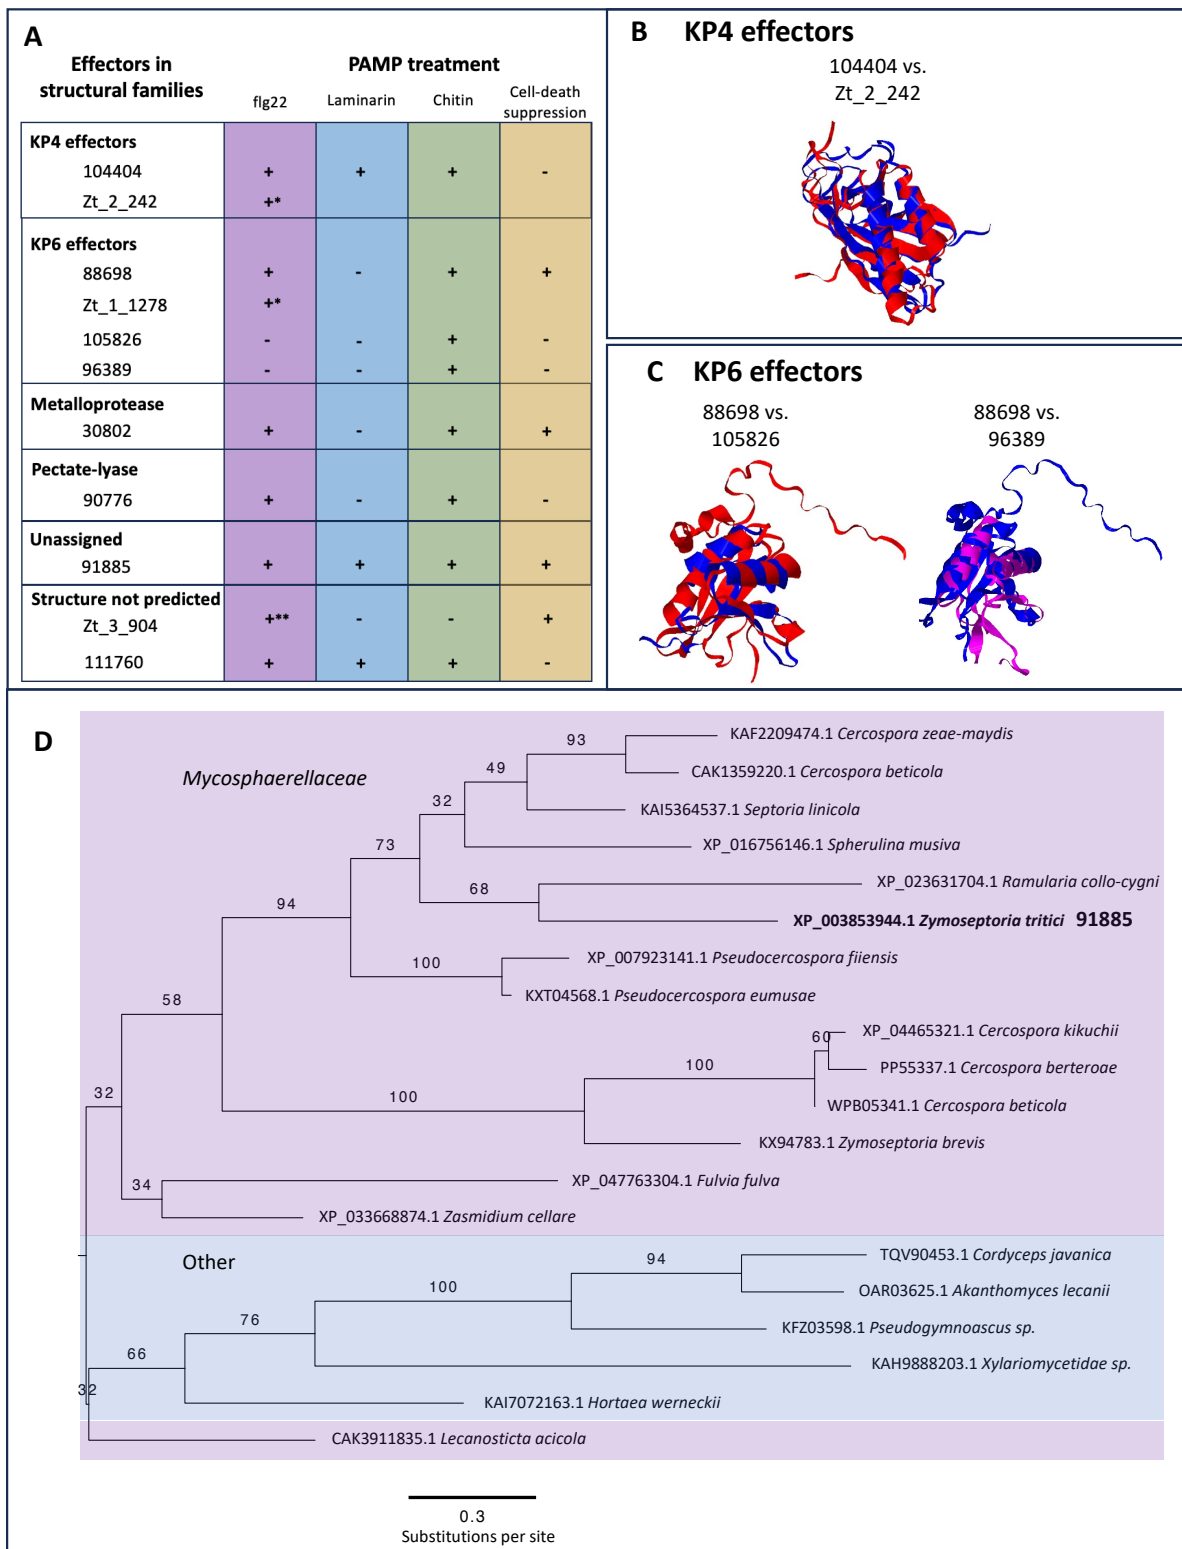 A
Effectors in
structural families
PAMP treatment
flg22
Laminarin
Chitin
Cell-death
suppression
KP4 effectors
104404 + + + -
Zt_2_242 +*
KP6 effectors
88698 + - + +
Zt_1_1278 +*
105826 - - + -
96389 - - + -
Metalloprotease
30802 + - + +
Pectate-lyase
90776 + - + -
Unassigned
91885 + + + +
Structure not predicted
Zt_3_904 +** - - +
111760 + + + -
B KP4 effectors
104404 vs.
Zt_2_242
C KP6 effectors
88698 vs.
105826
88698 vs.
96389
D
Mycosphaerellaceae
KAF2209474.1 Cercospora zeae-maydis
93
CAK1359220.1 Cercospora beticola
49
KAI5364537.1 Septoria linicola
32
XP_016756146.1 Spherulina musiva
73
XP_023631704.1 Ramularia collo-cygni
68
XP_003853944.1 Zymoseptoria tritici 91885
94
XP_007923141.1 Pseudocercospora fiiensis
100
KXT04568.1 Pseudocercospora eumusae
58
XP_04465321.1 Cercospora kikuchii
60
PP55337.1 Cercospora berteroae
100
WPB05341.1 Cercospora beticola
100
KX94783.1 Zymoseptoria brevis
32
XP_047763304.1 Fulvia fulva
34
XP_033668874.1 Zasmidium cellare
Other
TQV90453.1 Cordyceps javanica
94
OAR03625.1 Akanthomyces lecanii
100
KFZ03598.1 Pseudogymnoascus sp.
76
KAH9888203.1 Xylariomycetidae sp.
66
KAI7072163.1 Hortaea werneckii
32
CAK3911835.1 Lecanosticta acicola
0.3
Substitutions per site